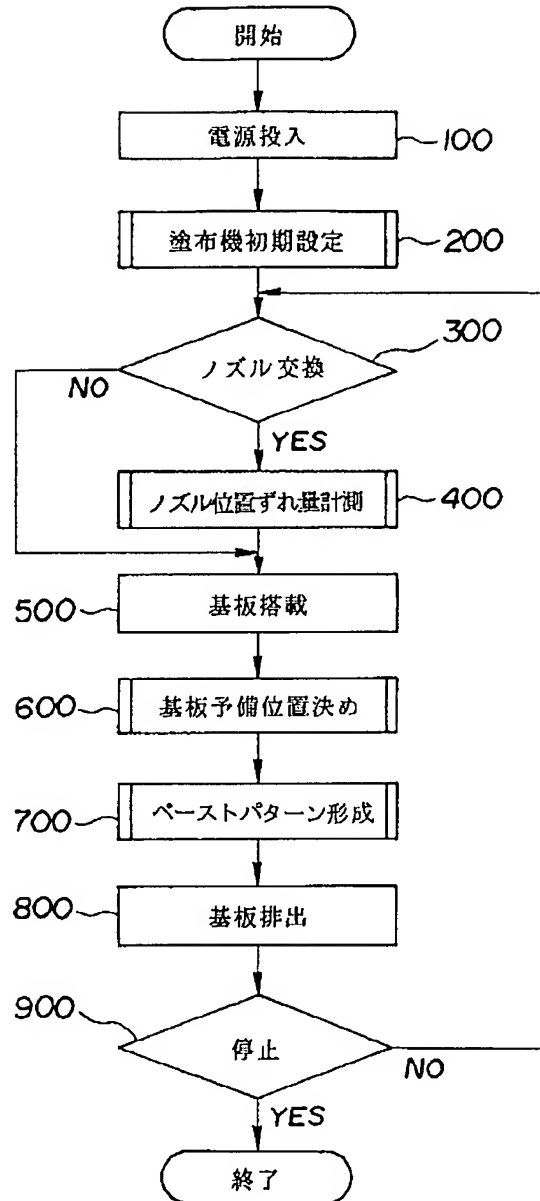 開始
電源投入
100
塗布機初期設定
200
ノズル交換
300
NO
YES
ノズル位置ずれ量計測
400
500
基板搭載
600
基板予備位置決め
700
ペーストパターン形成
800
基板排出
900
停止
NO
YES
終了